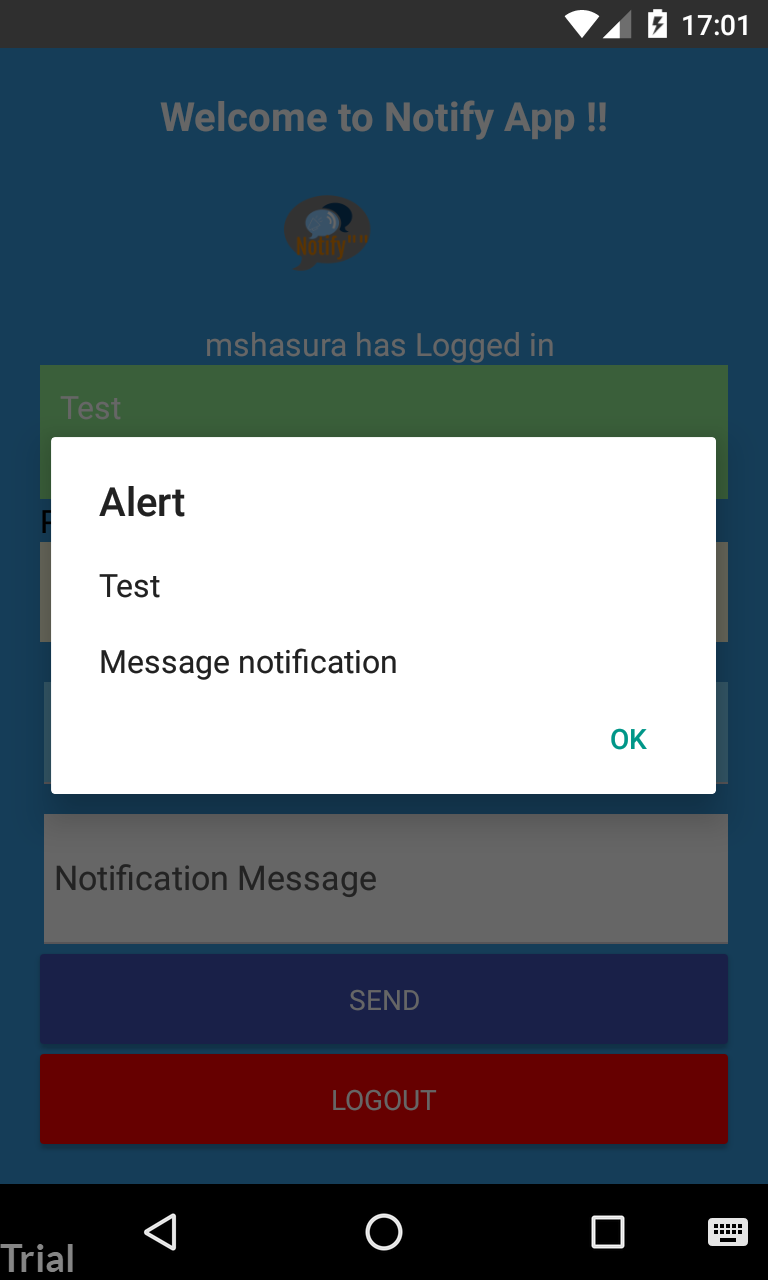 17:01
Welcome to Notify App !!
Notify
mshasura has Logged in
Test
Alert
Test
Message notification
OK
Notification Message
SEND
LOGOUT
Trial